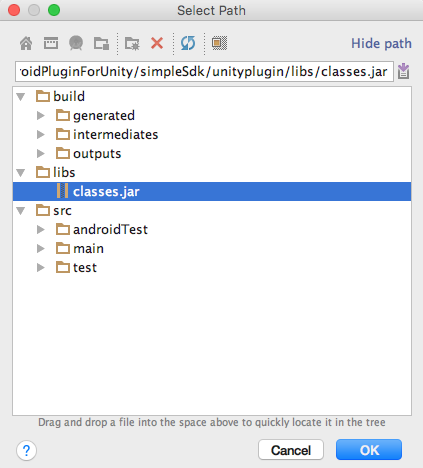 Select Path
Hide path
roidPluginForUnity/simpleSdk/unityplugin/libs/classes.jar
build
generated
intermediates
outputs
libs
classes.jar
src
androidTest
main
test
Drag and drop a file into the space above to quickly locate it in the tree
?
Cancel
OK